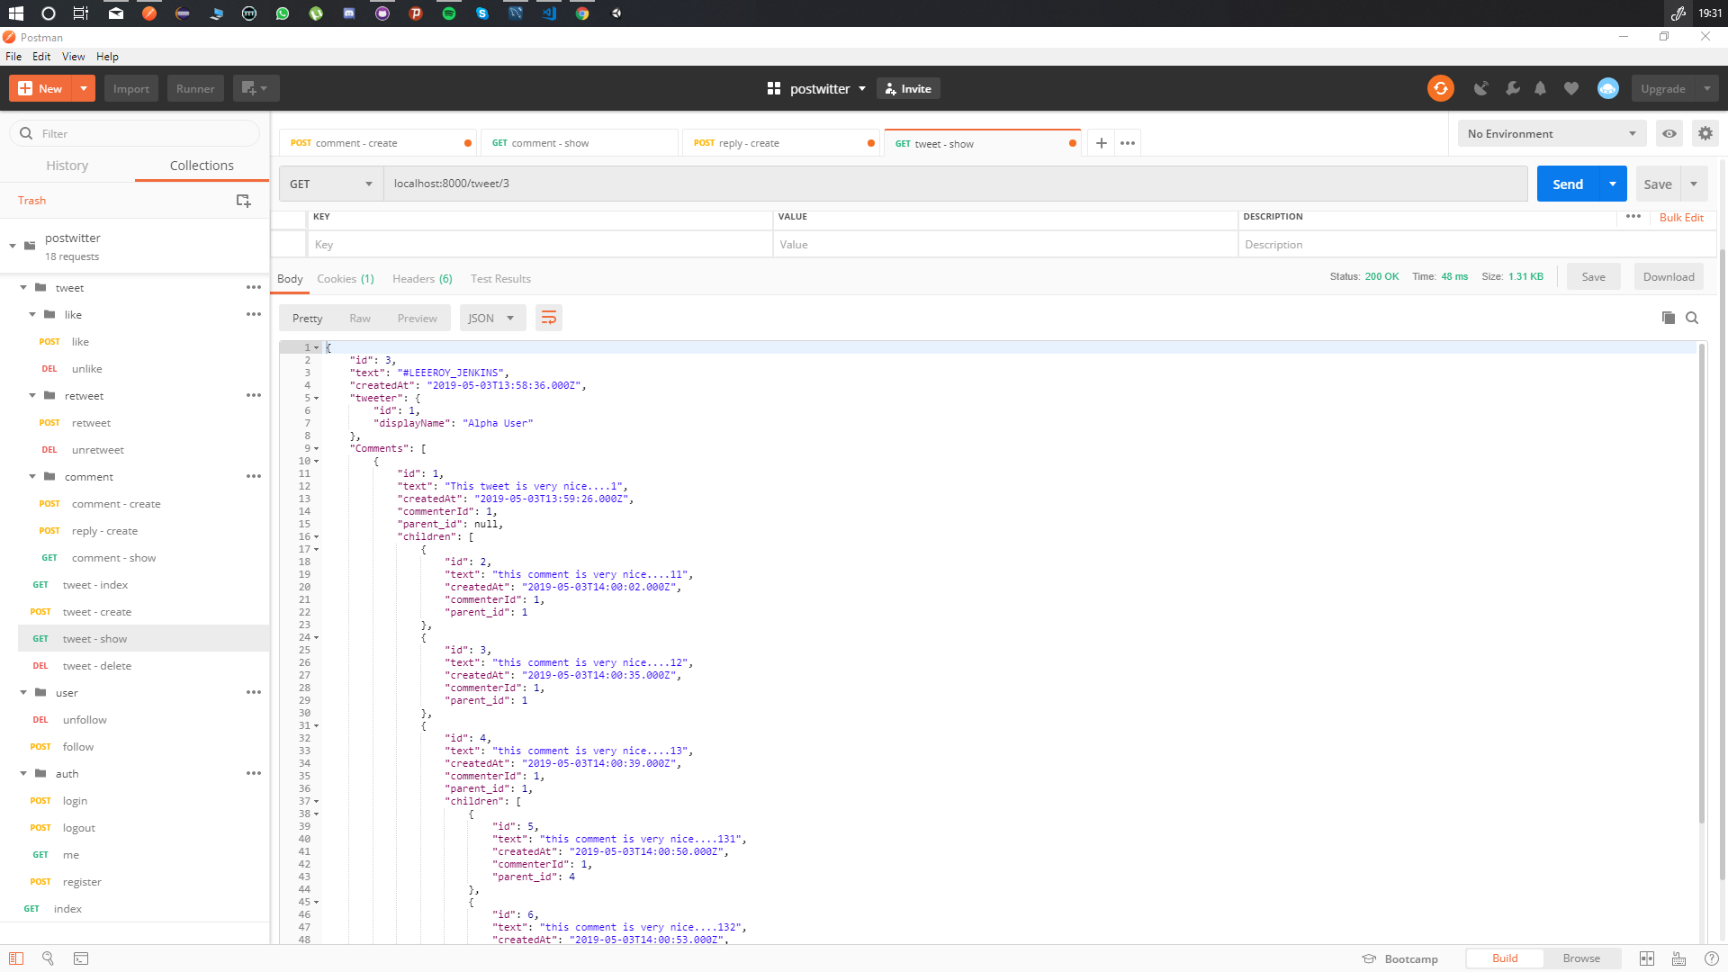 19:31
Postman
File Edit View Help
New Import Runner postwitter Invite Upgrade
Filter
History Collections
Trash
postwitter
18 requests
tweet
like
POST like
DEL unlike
retweet
POST retweet
DEL unretweet
comment
POST comment - create
POST reply - create
GET comment - show
GET tweet - index
POST tweet - create
GET tweet - show
DEL tweet - delete
user
DEL unfollow
POST follow
auth
POST login
POST logout
GET me
POST register
GET index
POST comment - create GET comment - show POST reply - create GET tweet - show
No Environment
GET localhost:8000/tweet/3 Send Save
KEY VALUE DESCRIPTION Bulk Edit
Key Value Description
Body Cookies (1) Headers (6) Test Results Status: 200 OK Time: 48 ms Size: 1.31 KB Save Download
Pretty Raw Preview JSON
1 {
2 "id": 3,
3 "text": "#LEEEROY_JENKINS",
4 "createdAt": "2019-05-03T13:58:36.000Z",
5 "tweeter": {
6 "id": 1,
7 "displayName": "Alpha User"
8 },
9 "Comments": [
10 {
11 "id": 1,
12 "text": "This tweet is very nice....1",
13 "createdAt": "2019-05-03T13:59:26.000Z",
14 "commenterId": 1,
15 "parent_id": null,
16 "children": [
17 {
18 "id": 2,
19 "text": "this comment is very nice....11",
20 "createdAt": "2019-05-03T14:00:02.000Z",
21 "commenterId": 1,
22 "parent_id": 1
23 },
24 {
25 "id": 3,
26 "text": "this comment is very nice....12",
27 "createdAt": "2019-05-03T14:00:35.000Z",
28 "commenterId": 1,
29 "parent_id": 1
30 },
31 {
32 "id": 4,
33 "text": "this comment is very nice....13",
34 "createdAt": "2019-05-03T14:00:39.000Z",
35 "commenterId": 1,
36 "parent_id": 1,
37 "children": [
38 {
39 "id": 5,
40 "text": "this comment is very nice....131",
41 "createdAt": "2019-05-03T14:00:50.000Z",
42 "commenterId": 1,
43 "parent_id": 4
44 },
45 {
46 "id": 6,
47 "text": "this comment is very nice....132",
48 "createdAt": "2019-05-03T14:00:53.000Z",
Bootcamp Build Browse